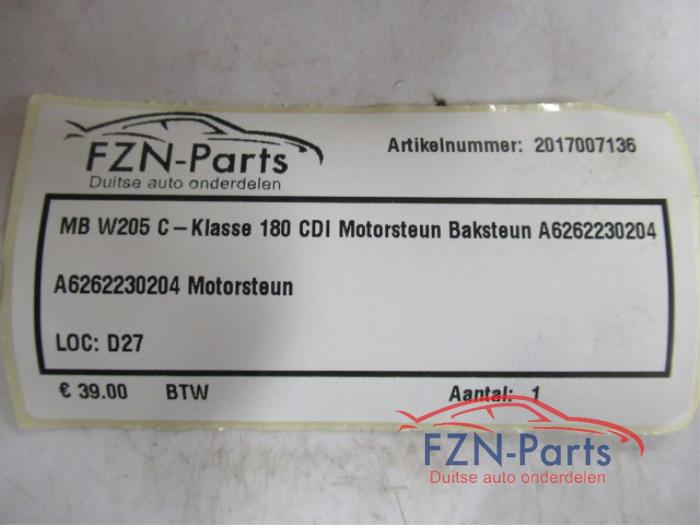 FZN-Parts
Duitse auto onderdelen
Artikelnummer: 2017007136
MB W205 C-Klasse 180 CDI Motorsteun Baksteun A6262230204
A6262230204 Motorsteun
LOC: D27
€ 39.00 BTW Aantal: 1
FZN-Parts
Duitse auto onderdelen